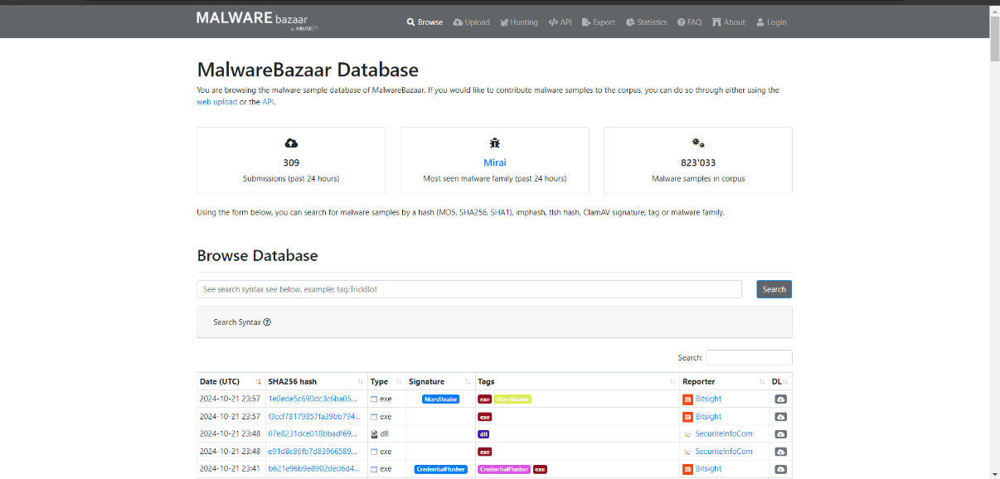 MALWARE bazaar
by ABUSE
Browse Upload Hunting API Export Statistics FAQ About Login
MalwareBazaar Database
You are browsing the malware sample database of MalwareBazaar. If you would like to contribute malware samples to the corpus, you can do so through either using the
web upload or the API.
309
Submissions (past 24 hours)
Mirai
Most seen malware family (past 24 hours)
823'033
Malware samples in corpus
Using the form below, you can search for malware samples by a hash (MD5, SHA256, SHA1), imphash, tlsh hash, ClamAV signature, tag or malware family.
Browse Database
See search syntax see below, example: tag:TrickBot Search
Search Syntax
Search:
Date (UTC) SHA256 hash Type Signature Tags Reporter DL
2024-10-21 23:57 1e0ede5c690dc3c6ba05... exe MarsStealer exe MarsStealer Bitsight
2024-10-21 23:57 f3ccf78179857fa39bb794... exe exe Bitsight
2024-10-21 23:48 07e8231dce018bbadf69... dll dll SecuriteInfoCom
2024-10-21 23:48 e91d8c86fb7d83966589... exe exe SecuriteInfoCom
2024-10-21 23:41 b621e96b9e8902ded6d4... exe CredentialFlusher CredentialFlusher exe Bitsight